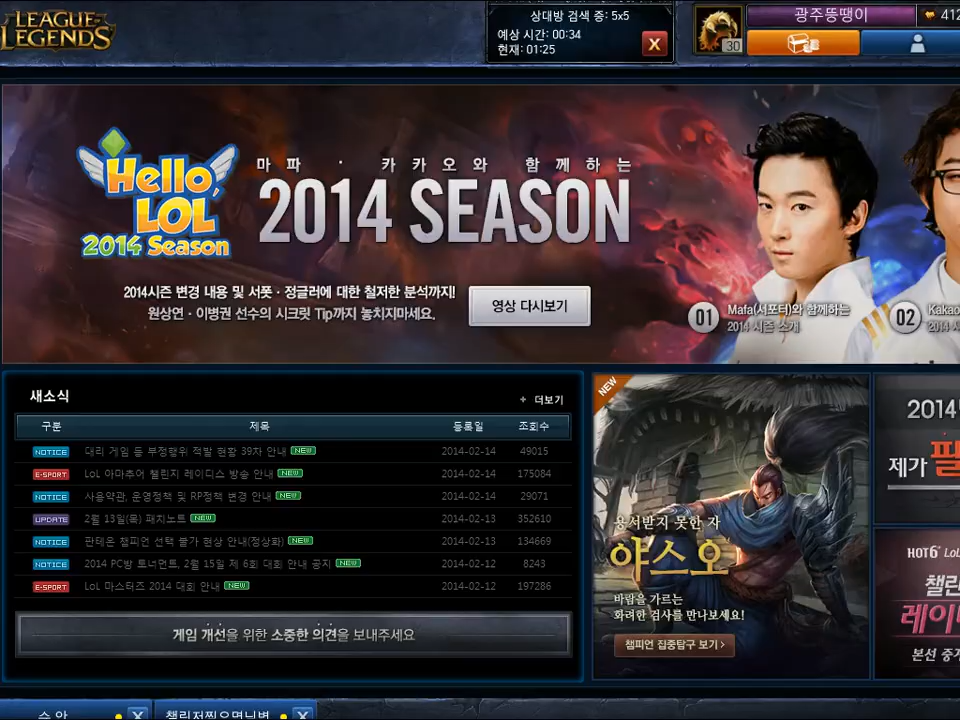 LEAGUE OF LEGENDS
상대방 검색 중: 5x5
예상 시간: 00:34
현재: 01:25
X
30
광주뚱땡이
412
Hello, LOL
2014 Season
마파 · 카카오와 함께하는
2014 SEASON
2014시즌 변경 내용 및 서폿 · 정글러에 대한 철저한 분석까지!
원상연 · 이병권 선수의 시크릿 Tip까지 놓치지마세요.
영상 다시보기
01
Mafa(서포터)와 함께하는
2014 시즌 소개
02
Kakao
2014 시
새소식
+ 더보기
구분 제목 등록일 조회수
NOTICE 대리 게임 등 부정행위 적발 현황 39차 안내 NEW 2014-02-14 49015
E-SPORT LoL 아마추어 챌린지 레이디스 방송 안내 NEW 2014-02-14 175084
NOTICE 사용약관, 운영정책 및 RP정책 변경 안내 NEW 2014-02-14 29071
UPDATE 2월 13일(목) 패치노트 NEW 2014-02-13 352610
NOTICE 판테온 챔피언 선택 불가 현상 안내(정상화) NEW 2014-02-13 134669
NOTICE 2014 PC방 토너먼트, 2월 15일 제 6회 대회 안내 공지 NEW 2014-02-12 8243
E-SPORT LoL 마스터즈 2014 대회 안내 NEW 2014-02-12 197286
게임 개선을 위한 소중한 의견을 보내주세요
NEW
용서받지 못한 자
야스오
바람을 가르는
화려한 검사를 만나보세요!
챔피언 집중탐구 보기 >
2014
제가
HOT6 LoL
챌린
레이
본선 중
수 안 X
챌린저찍으면닉변 X